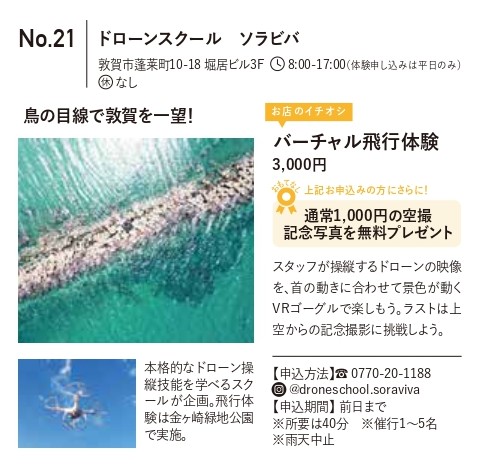 No.21
ドローンスクール ソラビバ
敦賀市蓬莱町10-18 堀居ビル3F 8:00-17:00(体験申し込みは平日のみ)
休 なし
鳥の目線で敦賀を一望!
お店のイチオシ
バーチャル飛行体験
3,000円
上記お申込みの方にさらに!
通常1,000円の空撮
記念写真を無料プレゼント
スタッフが操縦するドローンの映像
を、首の動きに合わせて景色が動く
VRゴーグルで楽しもう。ラストは上
空からの記念撮影に挑戦しよう。
本格的なドローン操
縦技能を学べるスク
ールが企画。飛行体
験は金ヶ崎緑地公園
で実施。
【申込方法】☎ 0770-20-1188
@droneschool.soraviva
【申込期間】前日まで
※所要は40分 ※催行1〜5名
※雨天中止